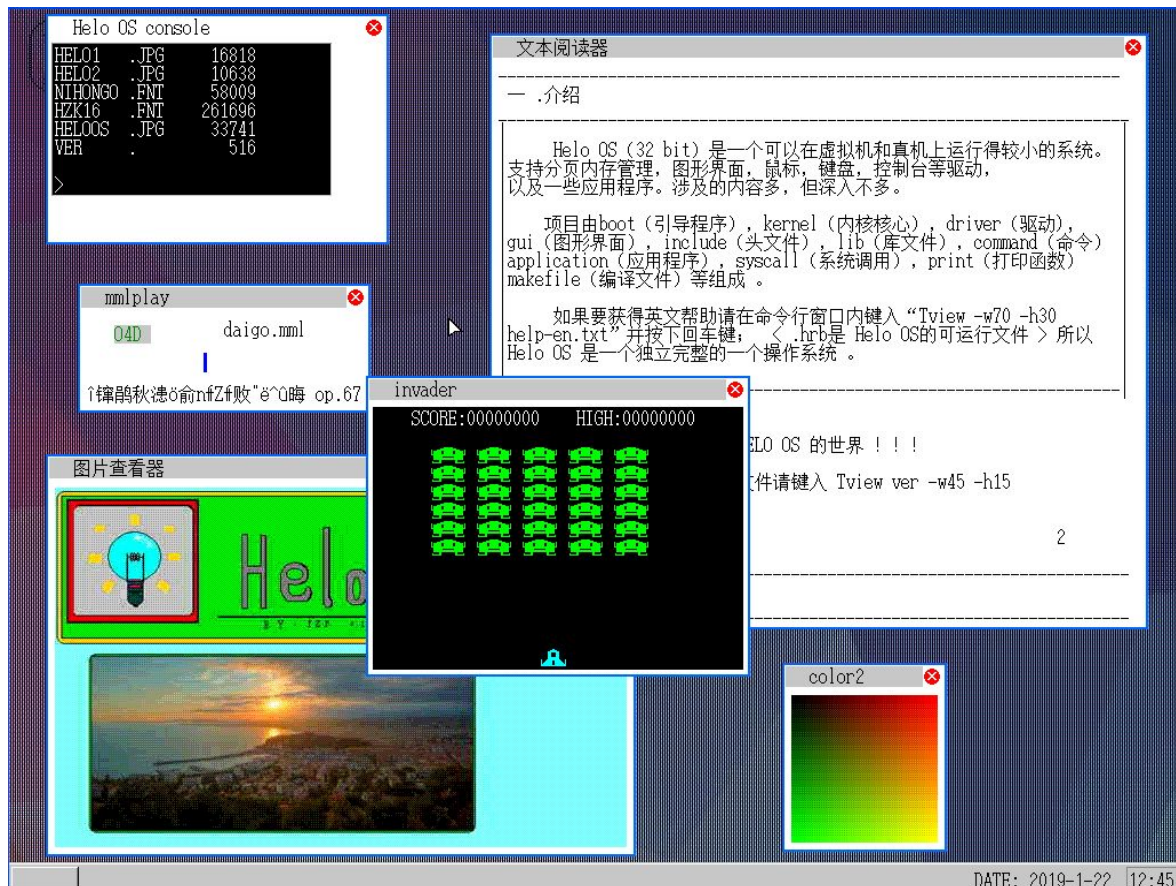 Helo OS console
HELO1 .JPG 16818
HELO2 .JPG 10638
NIHONGO .FNT 58009
HZK16 .FNT 261696
HELOOS .JPG 33741
VER . 516
>
文本阅读器
一 .介绍
Helo OS（32 bit）是一个可以在虚拟机和真机上运行得较小的系统。
支持分页内存管理，图形界面，鼠标，键盘，控制台等驱动，
以及一些应用程序。涉及的内容多，但深入不多。
项目由boot（引导程序）, kernel（内核核心）, driver（驱动),
gui（图形界面）, include（头文件）, lib（库文件）, command（命令）
application（应用程序）, syscall（系统调用）, print（打印函数）
makefile（编译文件）等组成 。
如果要获得英文帮助请在命令行窗口内键入“Tview -w70 -h30
help-en.txt”并按下回车键； < .hrb是 Helo OS的可运行文件 > 所以
Helo OS 是一个独立完整的一个操作系统 。
ELO OS 的世界 ! ! !
件请键入 Tview ver -w45 -h15
2
mmlplay
O4D
daigo.mml
op.67
invader
SCORE:00000000 HIGH:00000000
图片查看器
Helo
color2
DATE: 2019-1-22 12:45